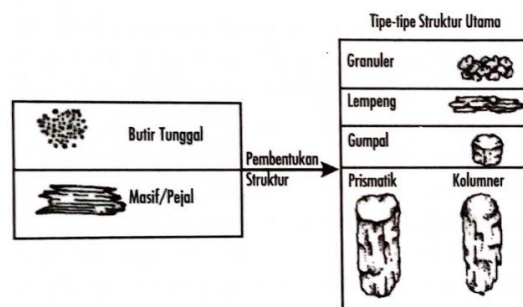 Tipe-tipe Struktur Utama
Granuler
Lempeng
Gumpal
Prismatik Kolumner
Butir Tunggal
Masif/Pejal
Pembentukan
Struktur